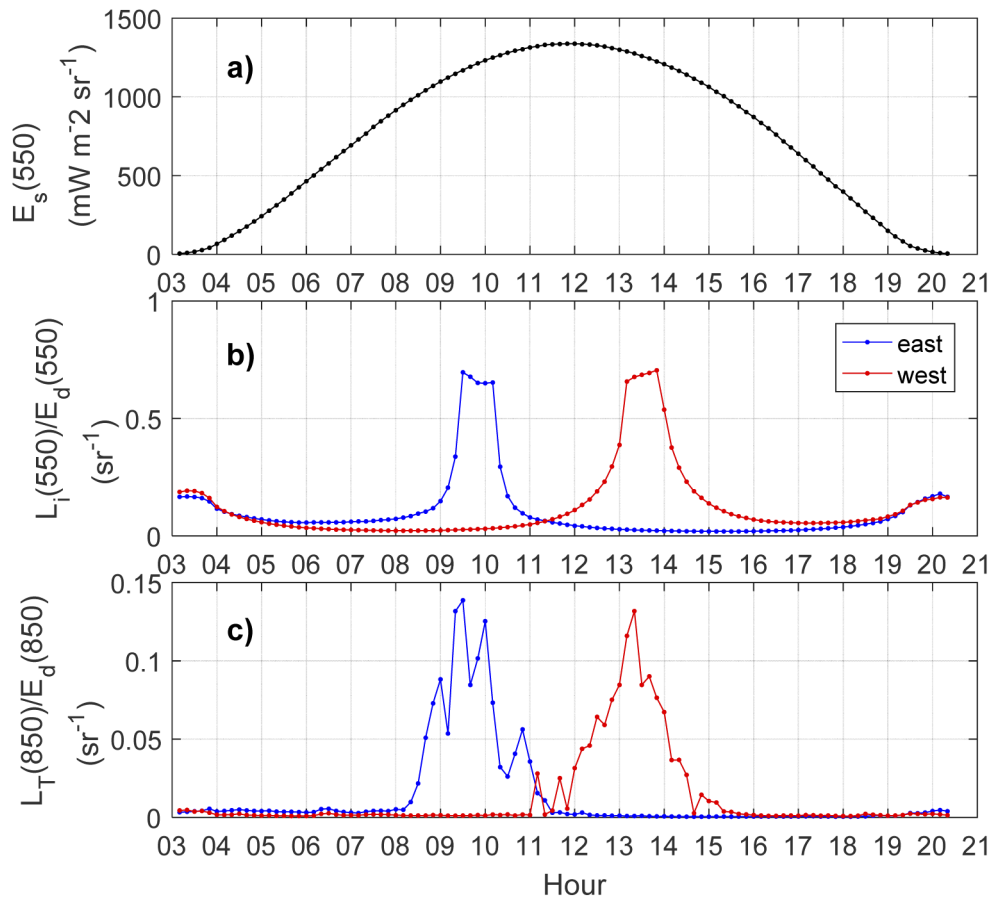 a)
E_s(550)
(mW m^-2 sr^-1)
1500
1000
500
0
03 04 05 06 07 08 09 10 11 12 13 14 15 16 17 18 19 20 21
b)
L_i(550)/E_d(550)
(sr^-1)
1
0.5
0
east
west
03 04 05 06 07 08 09 10 11 12 13 14 15 16 17 18 19 20 21
c)
L_T(850)/E_d(850)
(sr^-1)
0.15
0.1
0.05
0
03 04 05 06 07 08 09 10 11 12 13 14 15 16 17 18 19 20 21
Hour